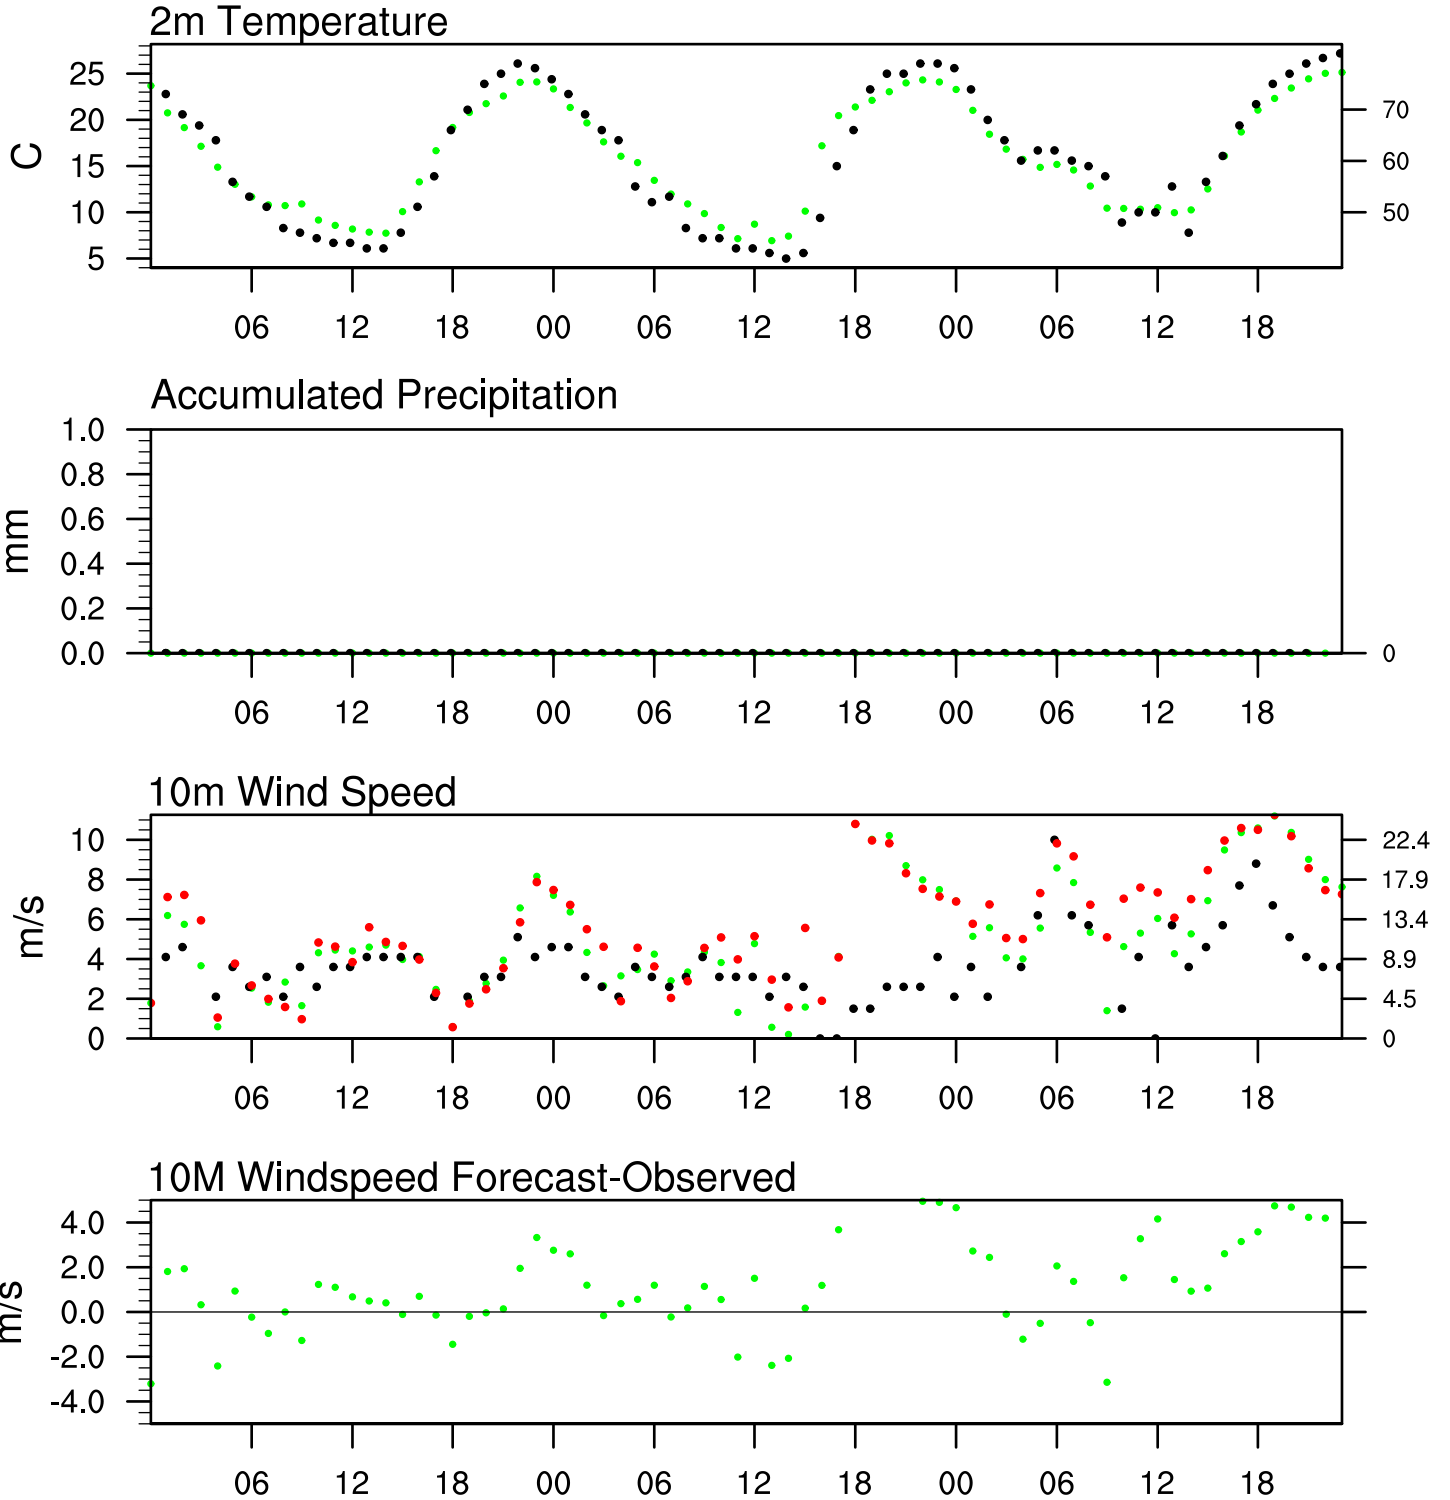 2m Temperature
25
20
15
10
5
C
70
60
50
06 12 18 00 06 12 18 00 06 12 18
Accumulated Precipitation
1.0
0.8
0.6
0.4
0.2
0.0
mm
0
06 12 18 00 06 12 18 00 06 12 18
10m Wind Speed
10
8
6
4
2
0
m/s
22.4
17.9
13.4
8.9
4.5
0
06 12 18 00 06 12 18 00 06 12 18
10M Windspeed Forecast-Observed
4.0
2.0
0.0
-2.0
-4.0
m/s
06 12 18 00 06 12 18 00 06 12 18